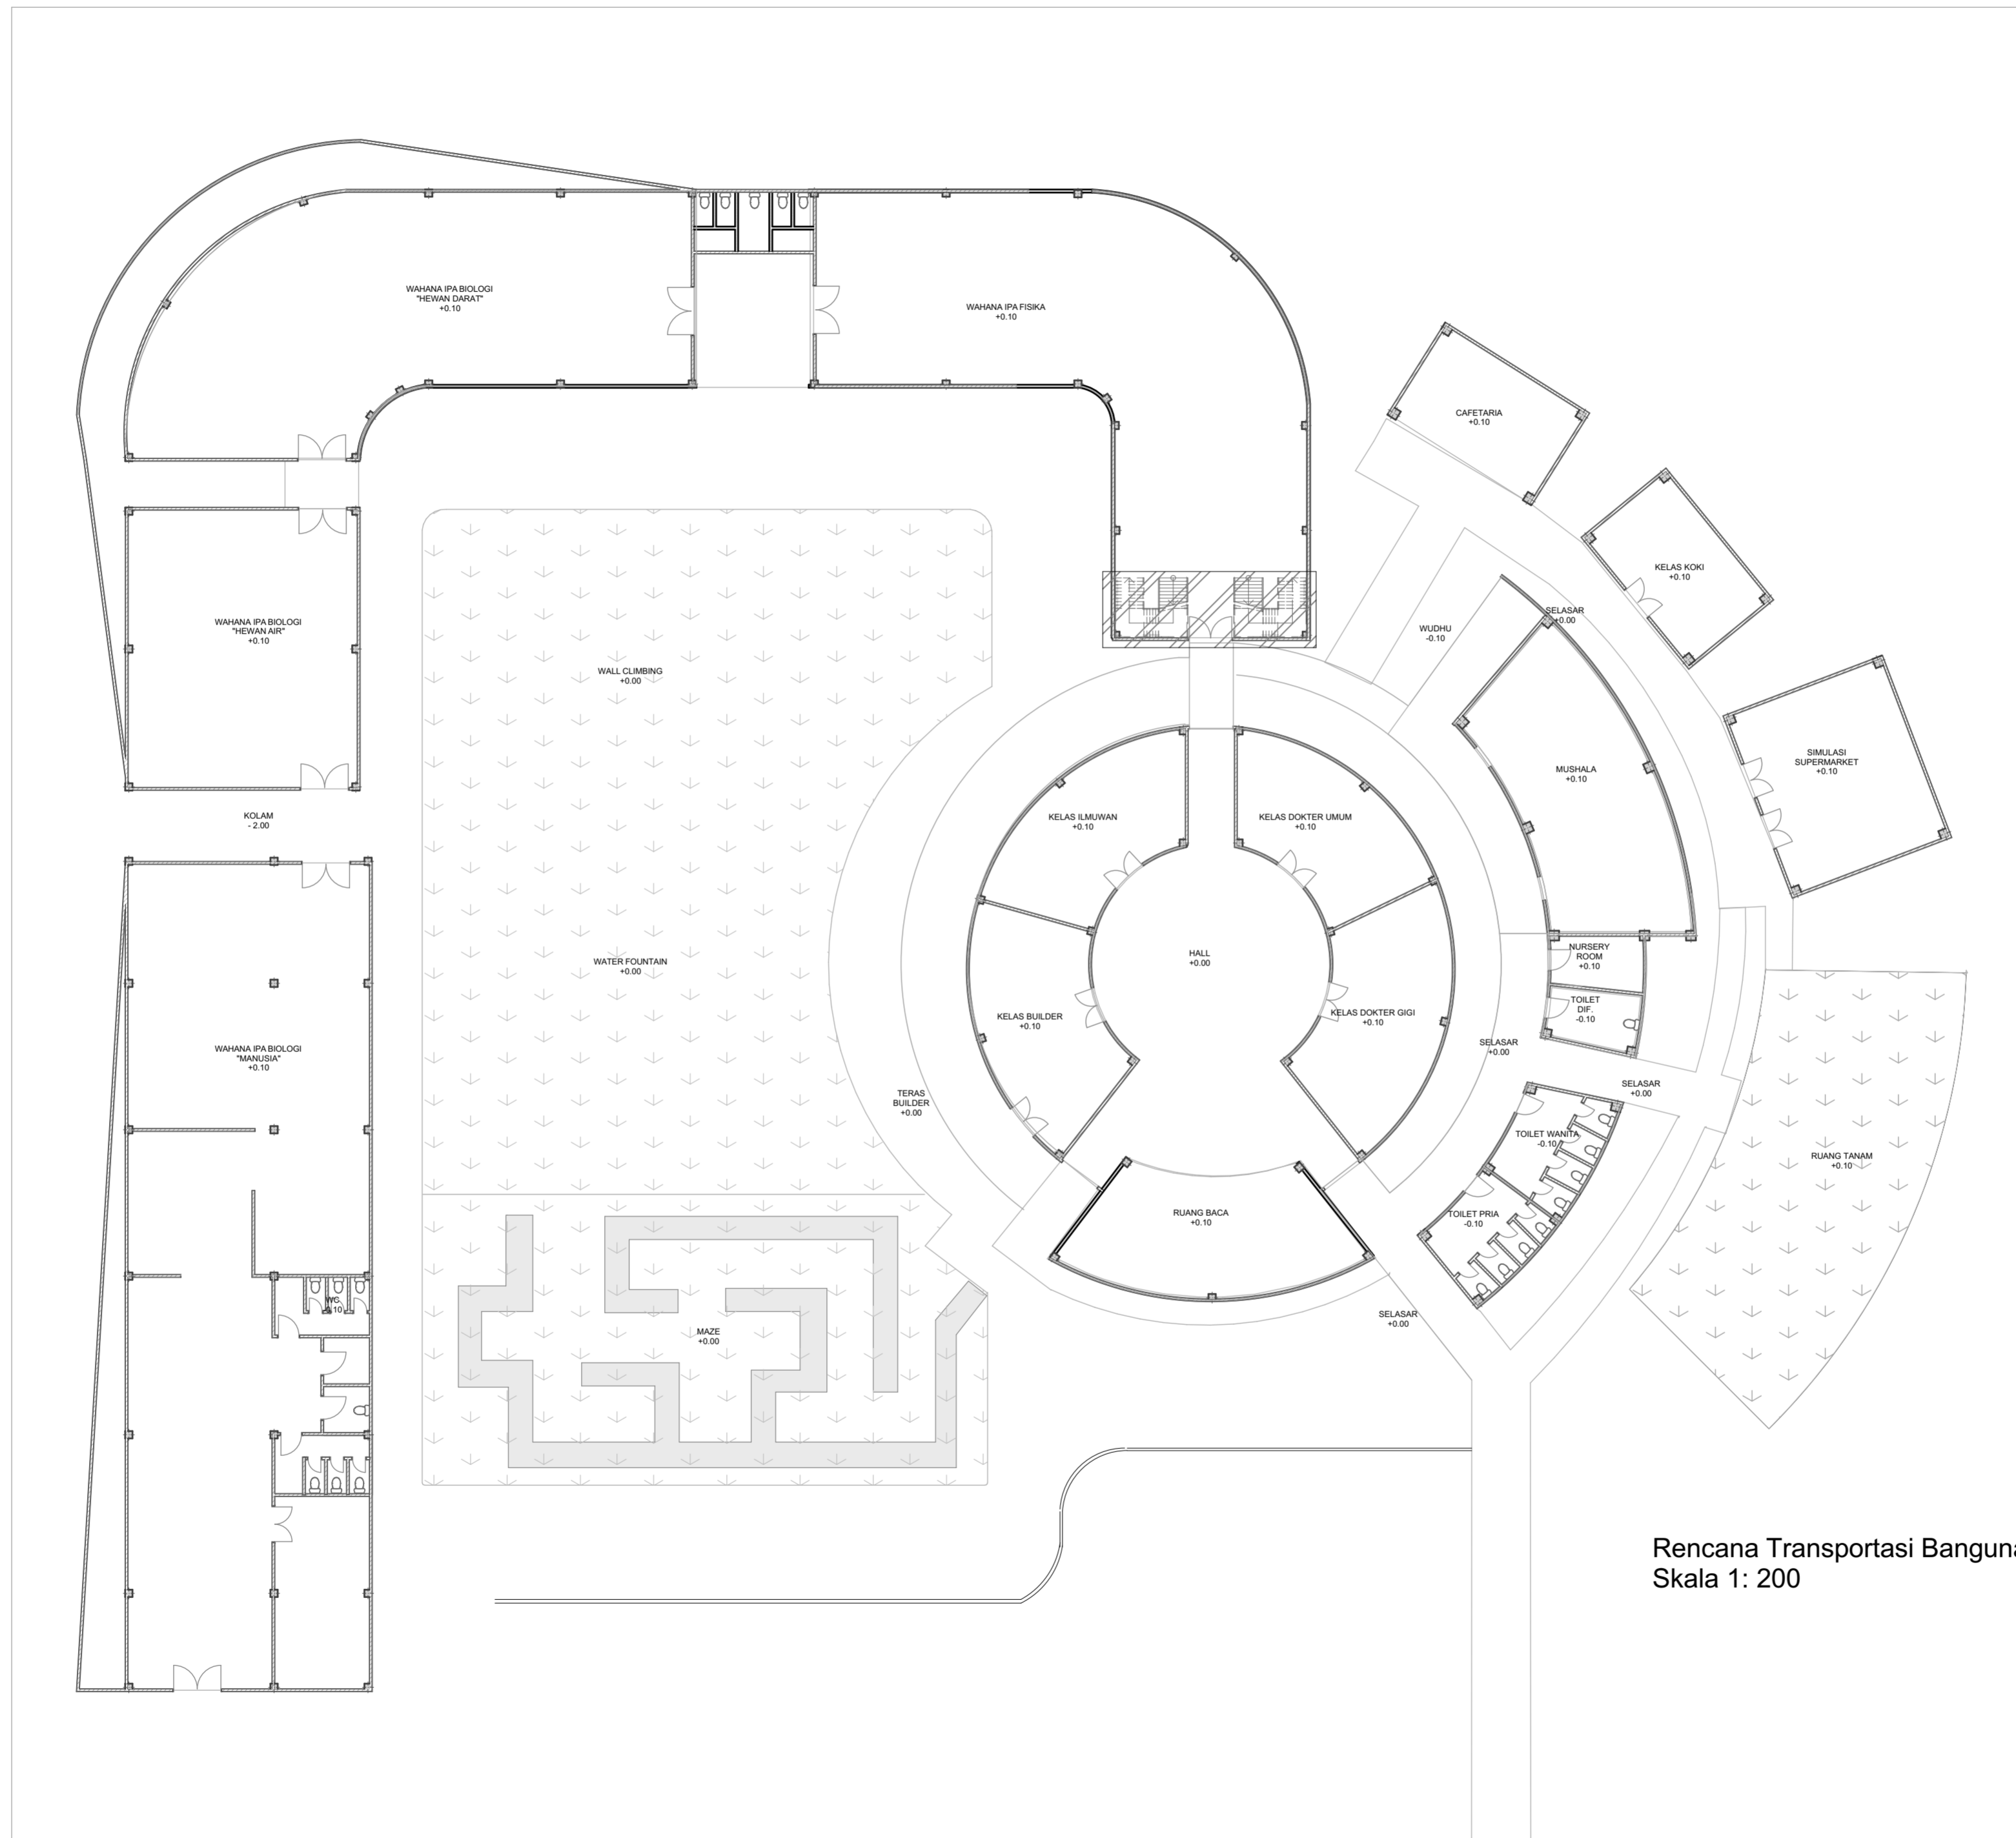 WAHANA IPA BIOLOGI
"HEWAN DARAT"
+0.10
WAHANA IPA FISIKA
+0.10
CAFETARIA
+0.10
KELAS KOKI
+0.10
SELASAR
+0.00
WUDHU
-0.10
WAHANA IPA BIOLOGI
"HEWAN AIR"
+0.10
WALL CLIMBING
+0.00
SIMULASI
SUPERMARKET
+0.10
MUSHALA
+0.10
KOLAM
- 2.00
KELAS ILMUWAN
+0.10
KELAS DOKTER UMUM
+0.10
HALL
+0.00
NURSERY
ROOM
+0.10
WATER FOUNTAIN
+0.00
TOILET
DIF.
-0.10
KELAS BUILDER
+0.10
KELAS DOKTER GIGI
+0.10
SELASAR
+0.00
WAHANA IPA BIOLOGI
"MANUSIA"
+0.10
SELASAR
+0.00
TERAS
BUILDER
+0.00
TOILET WANITA
-0.10
RUANG TANAM
+0.10
RUANG BACA
+0.10
TOILET PRIA
-0.10
WC
SELASAR
+0.00
MAZE
+0.00
Rencana Transportasi Banguna
Skala 1: 200